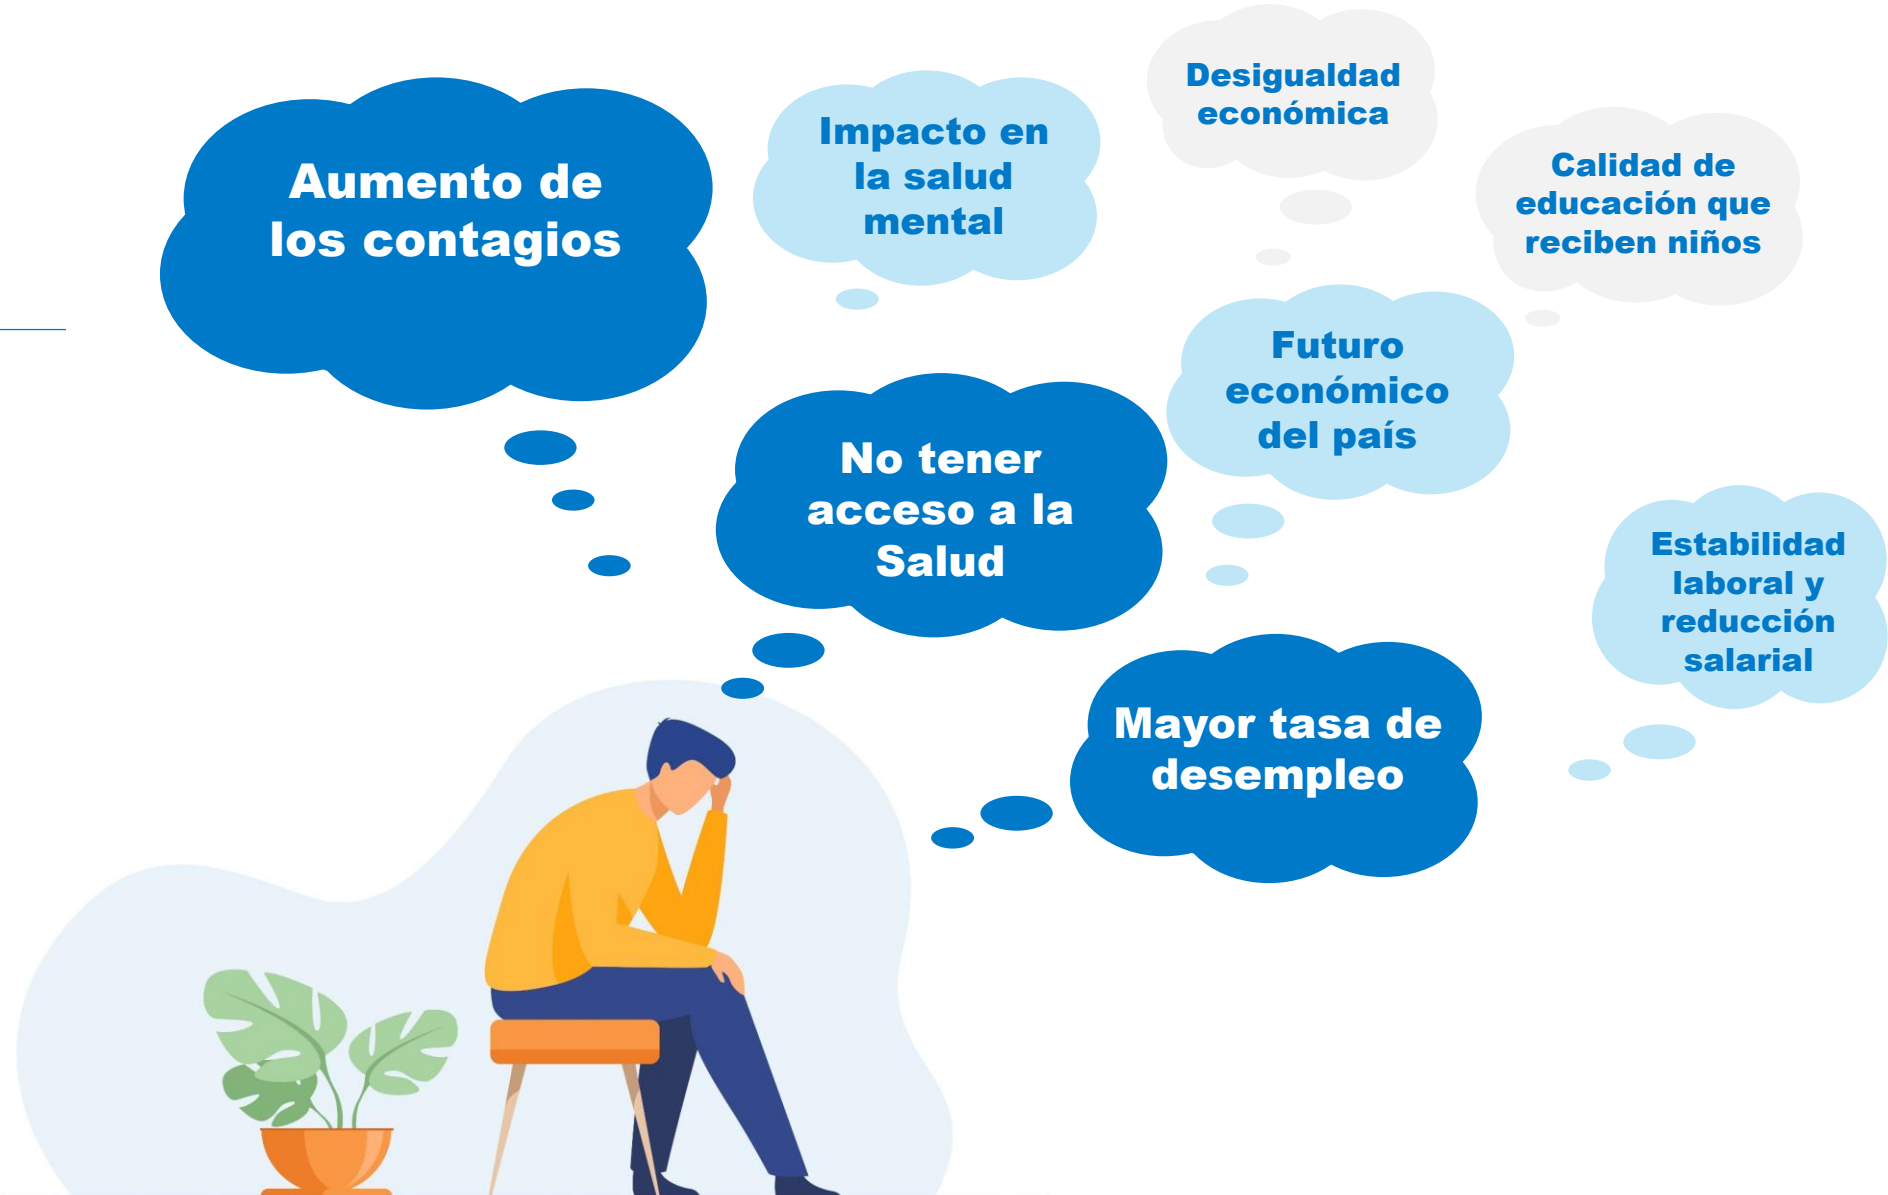 Aumento de
los contagios
Impacto en
la salud
mental
Desigualdad
económica
Calidad de
educación que
reciben niños
Futuro
económico
del país
No tener
acceso a la
Salud
Estabilidad
laboral y
reducción
salarial
Mayor tasa de
desempleo